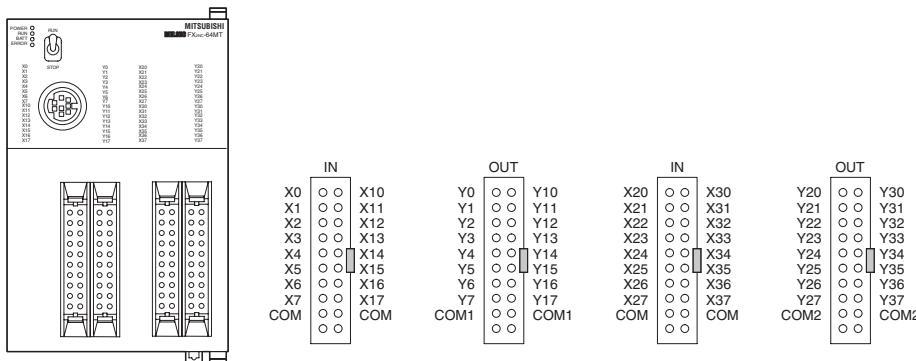 MITSUBISHI
FX2NC-64MT
POWER
RUN
BATT
ERROR
RUN
STOP
X0 Y0 X20 Y20
X1 Y1 X21 Y21
X2 Y2 X22 Y22
X3 Y3 X23 Y23
X4 Y4 X24 Y24
X5 Y5 X25 Y25
X6 Y6 X26 Y26
X7 Y7 X27 Y27
X10 Y10 X30 Y30
X11 Y11 X31 Y31
X12 Y12 X32 Y32
X13 Y13 X33 Y33
X14 Y14 X34 Y34
X15 Y15 X35 Y35
X16 Y16 X36 Y36
X17 Y17 X37 Y37
IN OUT IN OUT
X0 X10 Y0 Y10 X20 X30 Y20 Y30
X1 X11 Y1 Y11 X21 X31 Y21 Y31
X2 X12 Y2 Y12 X22 X32 Y22 Y32
X3 X13 Y3 Y13 X23 X33 Y23 Y33
X4 X14 Y4 Y14 X24 X34 Y24 Y34
X5 X15 Y5 Y15 X25 X35 Y25 Y35
X6 X16 Y6 Y16 X26 X36 Y26 Y36
X7 X17 Y7 Y17 X27 X37 Y27 Y37
COM COM COM1 COM1 COM COM COM2 COM2